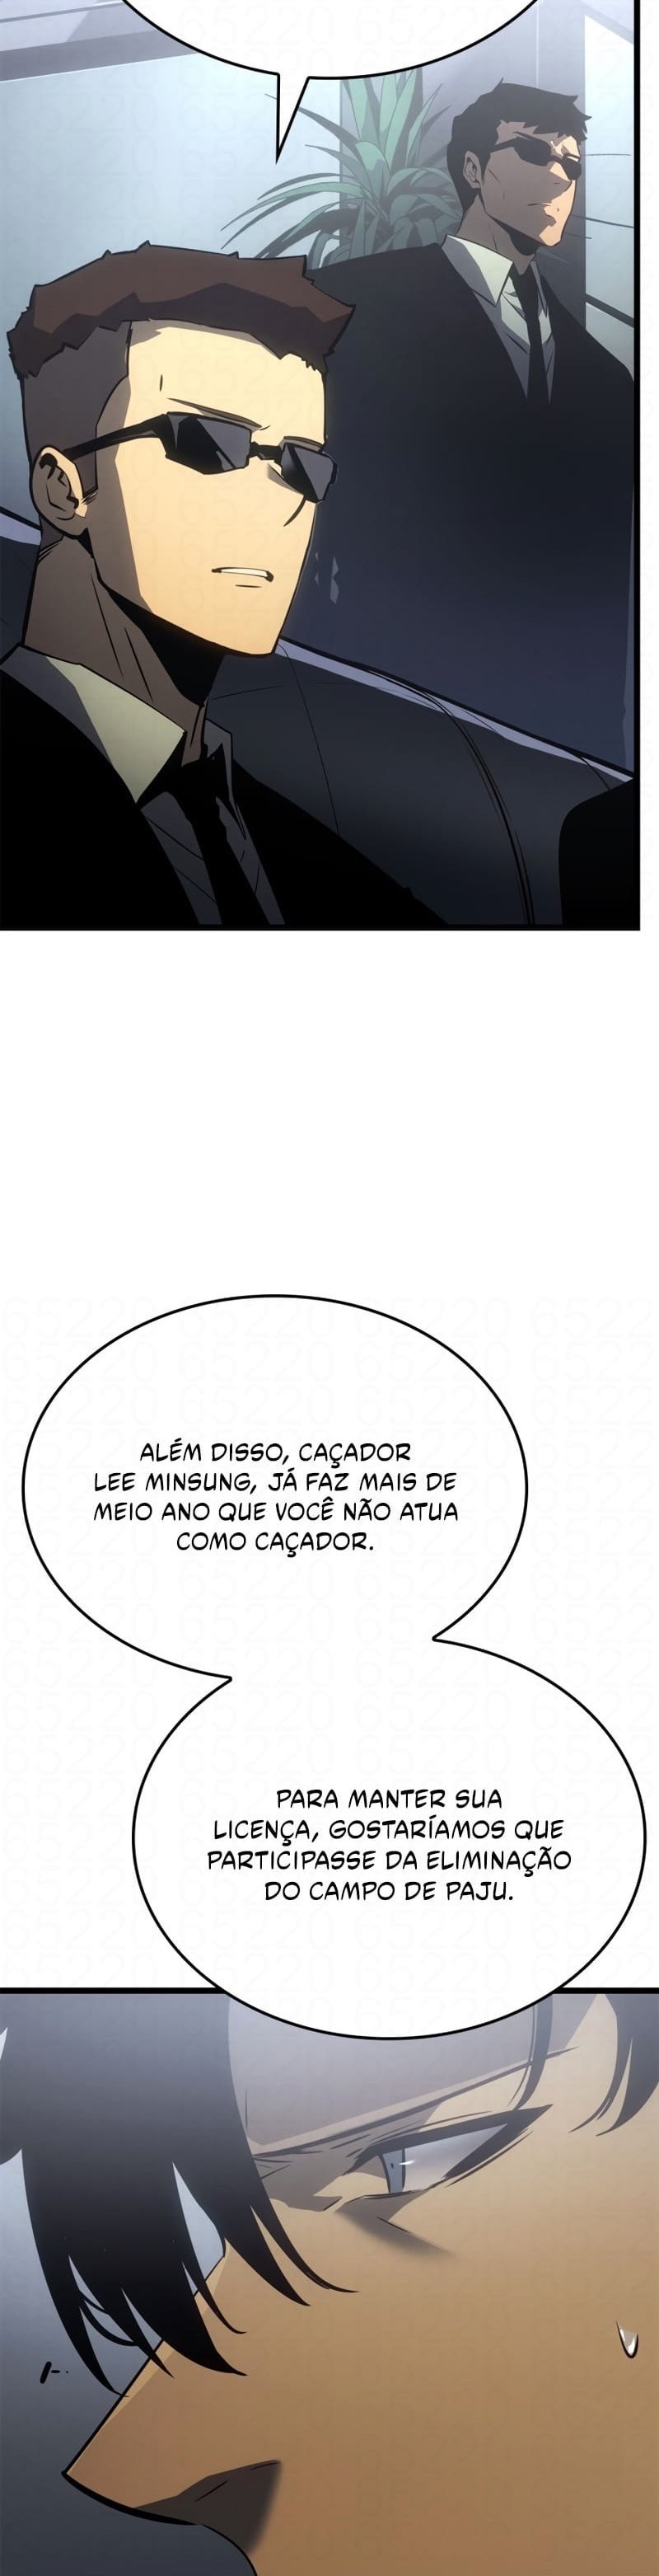 ALÉM DISSO, CAÇADOR
LEE MINSUNG, JÁ FAZ MAIS DE
MEIO ANO QUE VOCÊ NÃO ATUA
COMO CAÇADOR.
PARA MANTER SUA
LICENÇA, GOSTARÍAMOS QUE
PARTICIPASSE DA ELIMINAÇÃO
DO CAMPO DE PAJU.